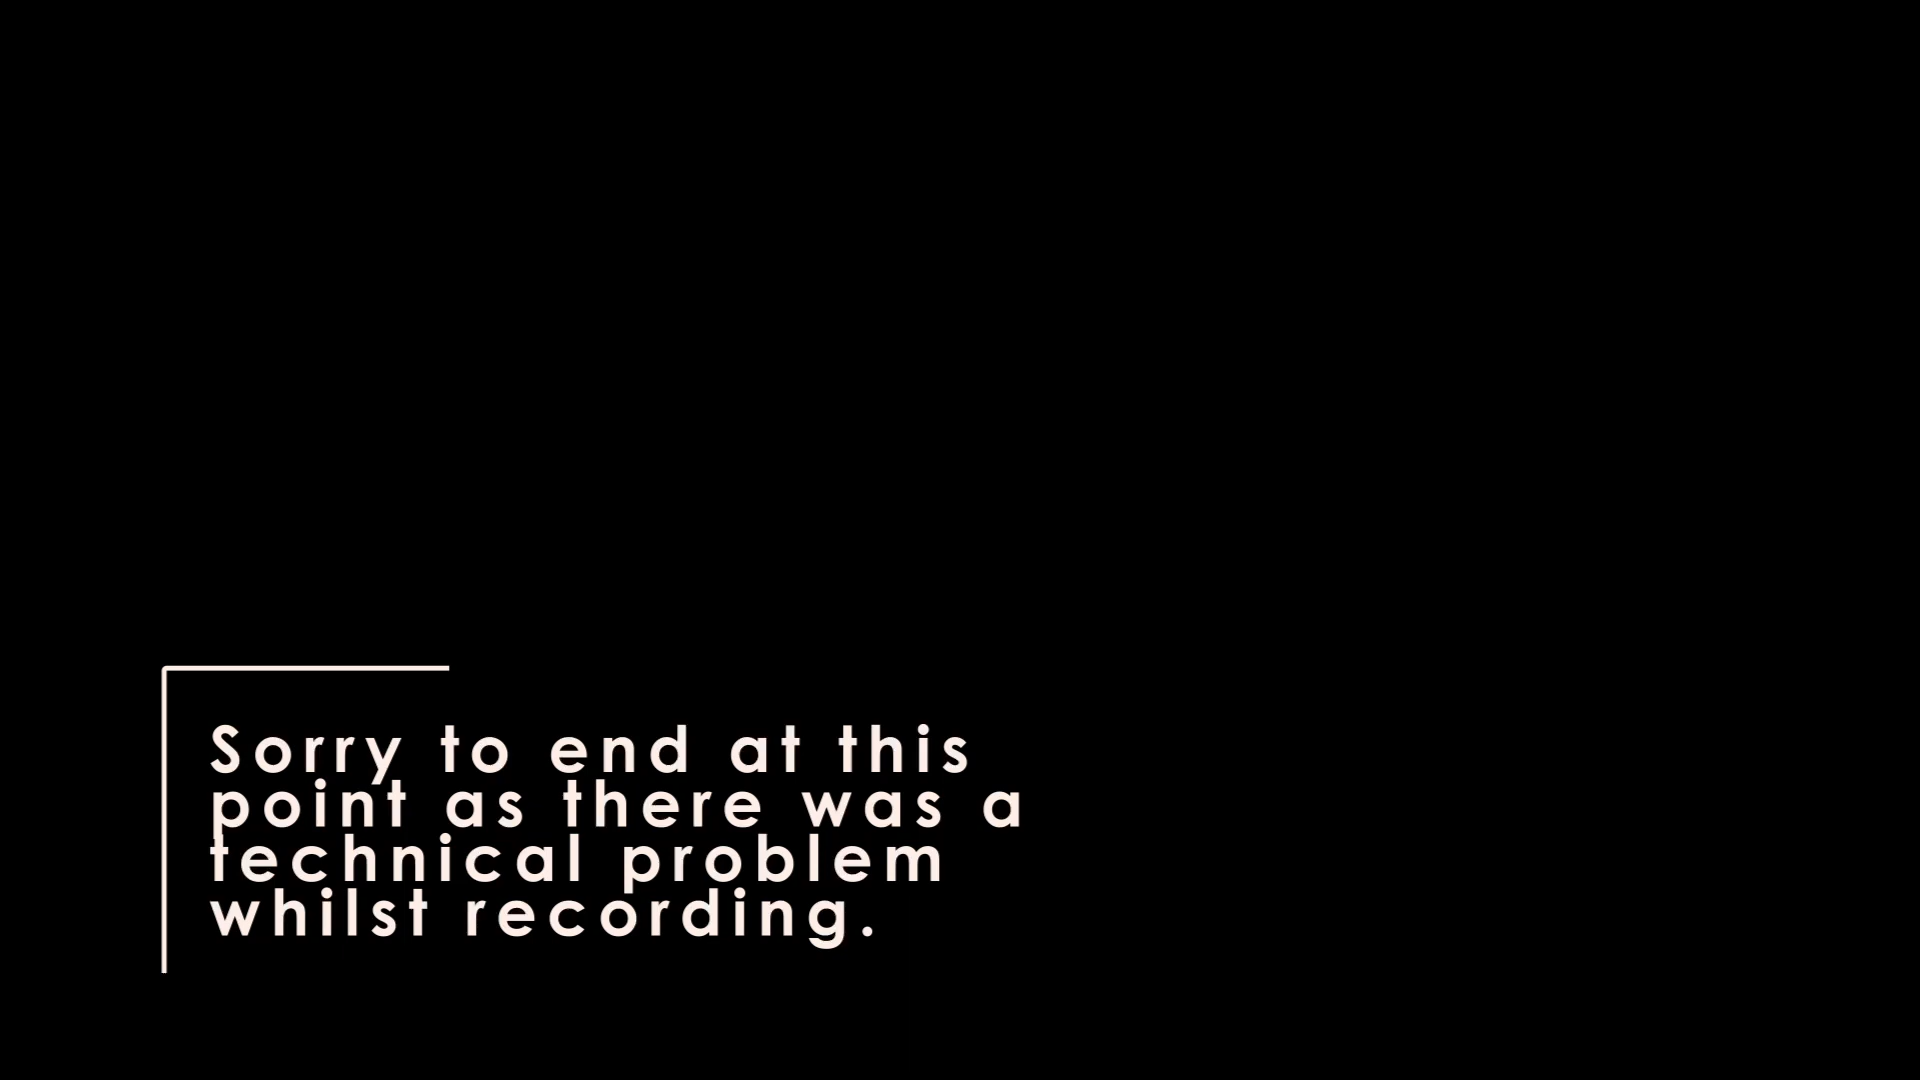 Sorry to end at this
point as there was a
technical problem
whilst recording.